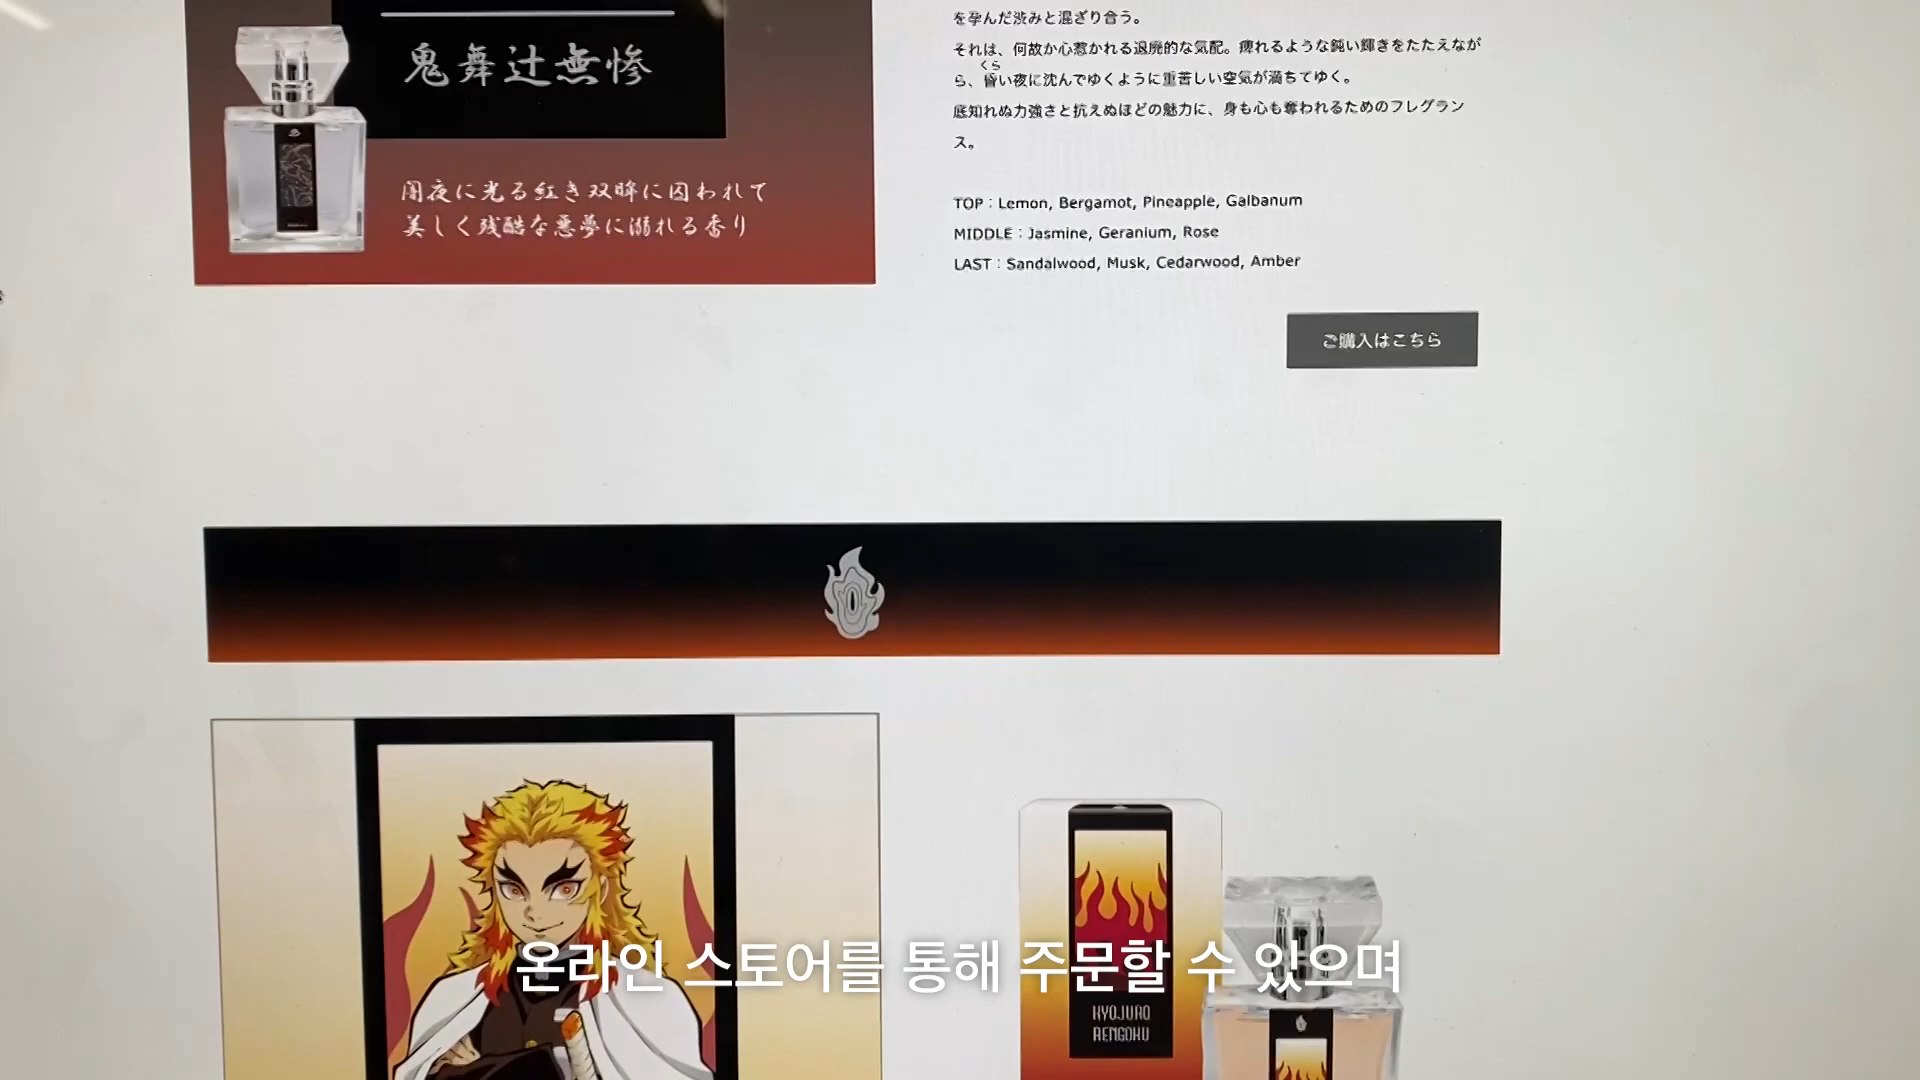 鬼舞辻無惨
闇夜に光る紅き双眸に囚われて
美しく残酷な悪夢に溺れる香り
を孕んだ渋みと混ざり合う。
それは、何故か心惹かれる退廃的な気配。痺れるような鈍い輝きをたたえなが
くら
ら、昏い夜に沈んでゆくように重苦しい空気が満ちてゆく。
底知れぬ力強さと抗えぬほどの魅力に、身も心も奪われるためのフレグラン
ス。
TOP：Lemon, Bergamot, Pineapple, Galbanum
MIDDLE：Jasmine, Geranium, Rose
LAST：Sandalwood, Musk, Cedarwood, Amber
ご購入はこちら
KYOJURO
RENGOKU
온라인 스토어를 통해 주문할 수 있으며